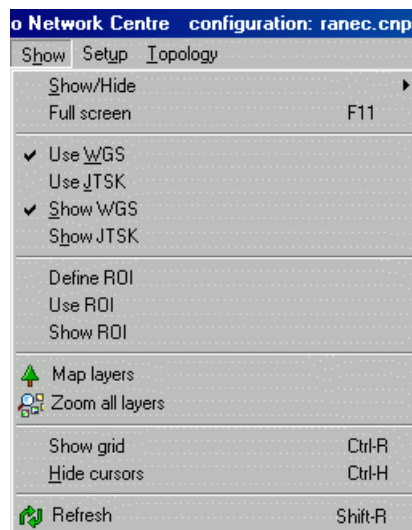 o Network Centre configuration: ranec.cnp
Show Setup Topology
Show/Hide
Full screen F11
Use WGS
Use JTSK
Show WGS
Show JTSK
Define ROI
Use ROI
Show ROI
Map layers
Zoom all layers
Show grid Ctrl-R
Hide cursors Ctrl-H
Refresh Shift-R